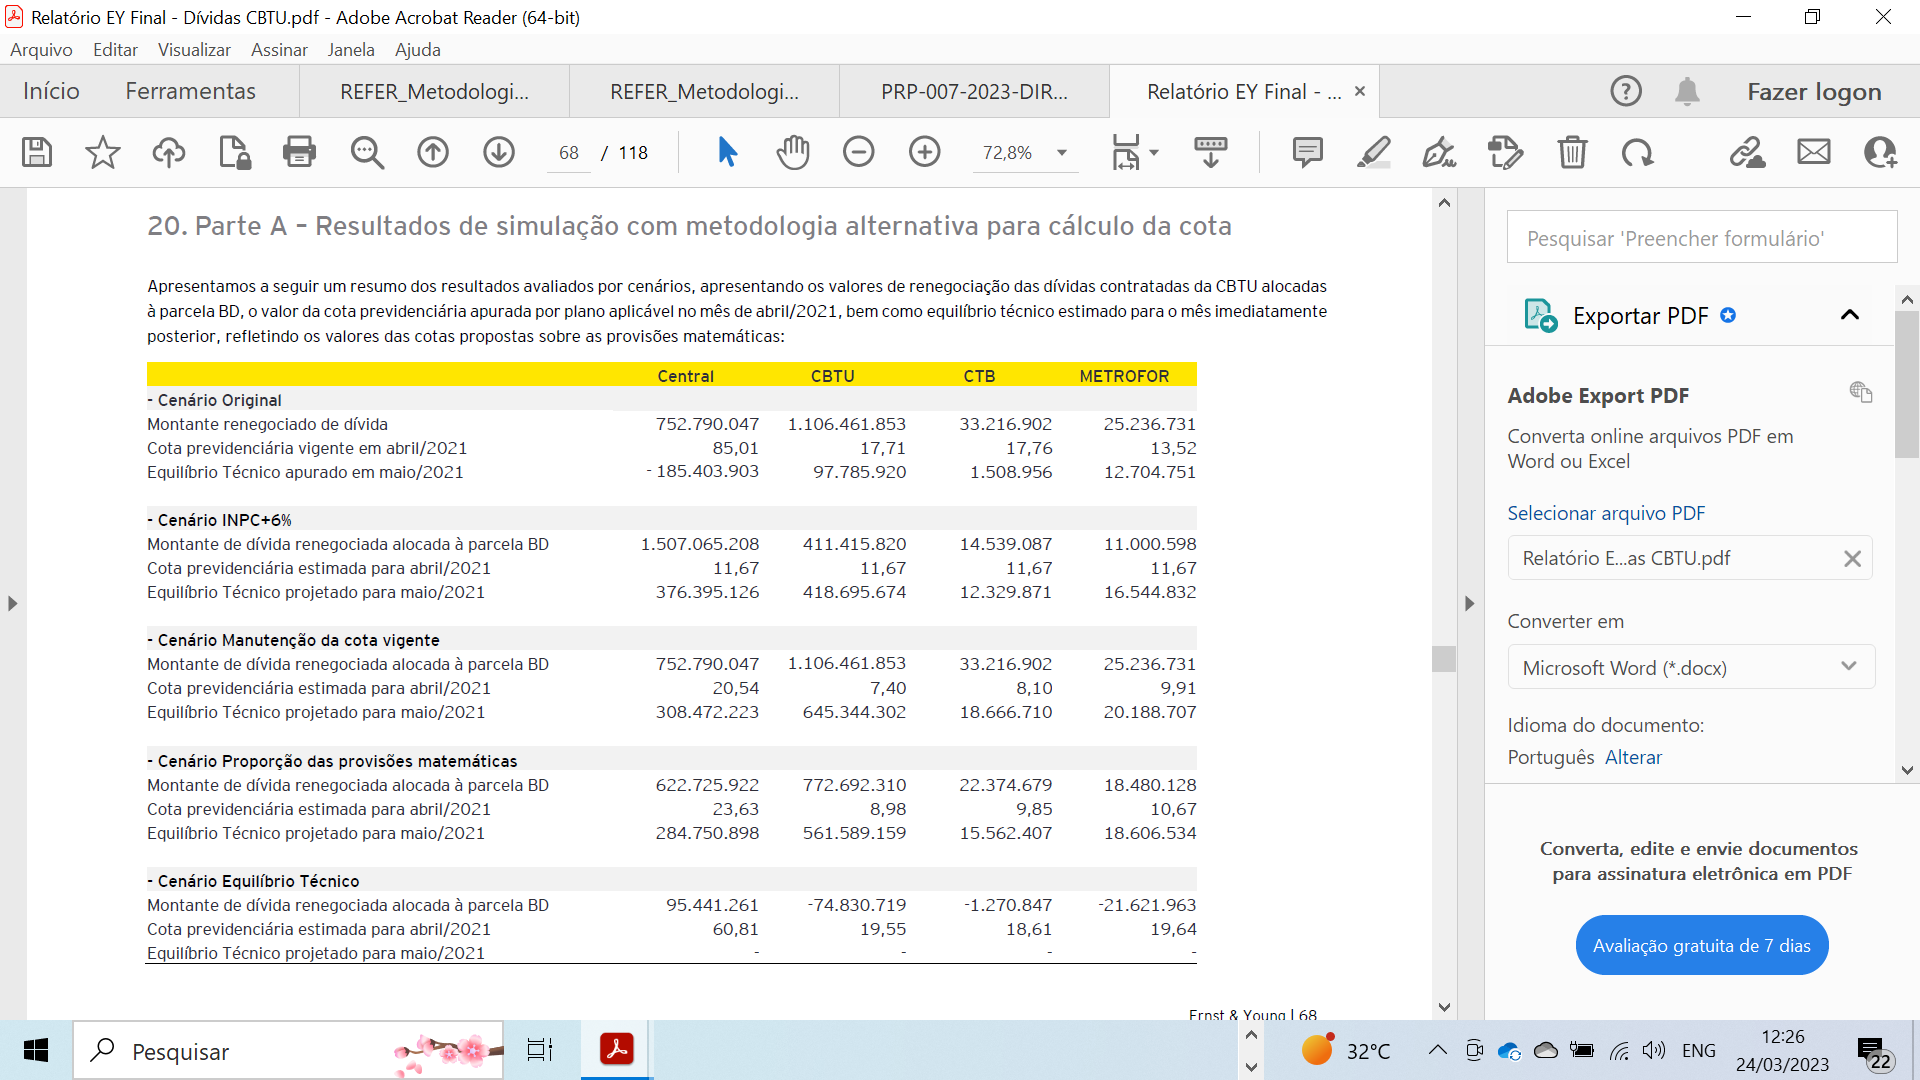 Relatório EY Final - Dívidas CBTU.pdf - Adobe Acrobat Reader (64-bit)
Arquivo Editar Visualizar Assinar Janela Ajuda
Início Ferramentas REFER_Metodologi... REFER_Metodologi... PRP-007-2023-DIR... Relatório EY Final - ... × Fazer logon
68 / 118 72,8%
20. Parte A – Resultados de simulação com metodologia alternativa para cálculo da cota
Apresentamos a seguir um resumo dos resultados avaliados por cenários, apresentando os valores de renegociação das dívidas contratadas da CBTU alocadas
à parcela BD, o valor da cota previdenciária apurada por plano aplicável no mês de abril/2021, bem como equilíbrio técnico estimado para o mês imediatamente
posterior, refletindo os valores das cotas propostas sobre as provisões matemáticas:
Central CBTU CTB METROFOR
- Cenário Original
Montante renegociado de dívida 752.790.047 1.106.461.853 33.216.902 25.236.731
Cota previdenciária vigente em abril/2021 85,01 17,71 17,76 13,52
Equilíbrio Técnico apurado em maio/2021 - 185.403.903 97.785.920 1.508.956 12.704.751
- Cenário INPC+6%
Montante de dívida renegociada alocada à parcela BD 1.507.065.208 411.415.820 14.539.087 11.000.598
Cota previdenciária estimada para abril/2021 11,67 11,67 11,67 11,67
Equilíbrio Técnico projetado para maio/2021 376.395.126 418.695.674 12.329.871 16.544.832
- Cenário Manutenção da cota vigente
Montante de dívida renegociada alocada à parcela BD 752.790.047 1.106.461.853 33.216.902 25.236.731
Cota previdenciária estimada para abril/2021 20,54 7,40 8,10 9,91
Equilíbrio Técnico projetado para maio/2021 308.472.223 645.344.302 18.666.710 20.188.707
- Cenário Proporção das provisões matemáticas
Montante de dívida renegociada alocada à parcela BD 622.725.922 772.692.310 22.374.679 18.480.128
Cota previdenciária estimada para abril/2021 23,63 8,98 9,85 10,67
Equilíbrio Técnico projetado para maio/2021 284.750.898 561.589.159 15.562.407 18.606.534
- Cenário Equilíbrio Técnico
Montante de dívida renegociada alocada à parcela BD 95.441.261 -74.830.719 -1.270.847 -21.621.963
Cota previdenciária estimada para abril/2021 60,81 19,55 18,61 19,64
Equilíbrio Técnico projetado para maio/2021 - - - -
Ernst & Young | 68
Pesquisar 'Preencher formulário'
Exportar PDF
Adobe Export PDF
Converta online arquivos PDF em
Word ou Excel
Selecionar arquivo PDF
Relatório E...as CBTU.pdf
Converter em
Microsoft Word (*.docx)
Idioma do documento:
Português Alterar
Converta, edite e envie documentos
para assinatura eletrônica em PDF
Avaliação gratuita de 7 dias
Pesquisar
32°C
ENG
12:26
24/03/2023
22